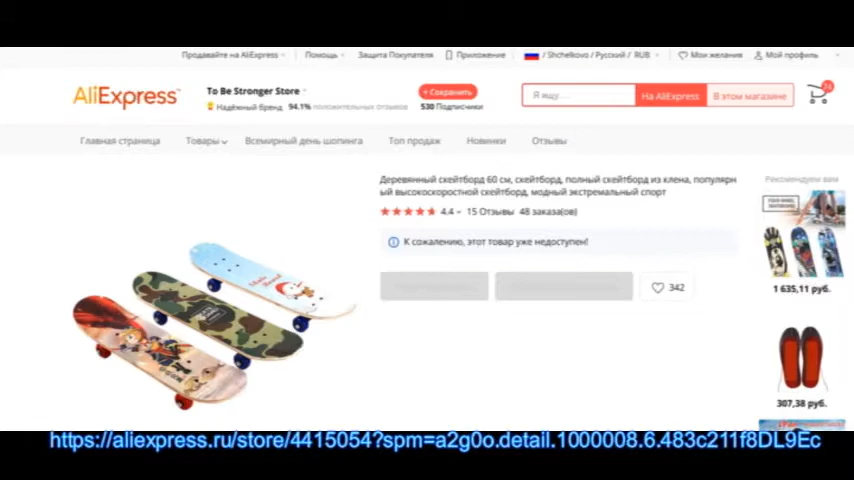 Продавайте на AliExpress
Помощь
Защита Покупателя
Приложение
/ Shchelkovo / Русский / RUB
Мои желания
Мой профиль
AliExpress
To Be Stronger Store
Надёжный бренд 94.1% положительных отзывов
+ Сохранить
530 Подписчики
Я ищу...
На AliExpress
В этом магазине
Главная страница
Товары
Всемирный день шопинга
Топ продаж
Новинки
Отзывы
Деревянный скейтборд 60 см, скейтборд, полный скейтборд из клена, популярн
ый высокоскоростной скейтборд, модный экстремальный спорт
4.4
15 Отзывы
48 заказа(ов)
К сожалению, этот товар уже недоступен!
342
Рекомендуем вам
1 635,11 руб.
307,38 руб.
https://aliexpress.ru/store/4415054?spm=a2g0o.detail.1000008.6.483c211f8DL9Ec